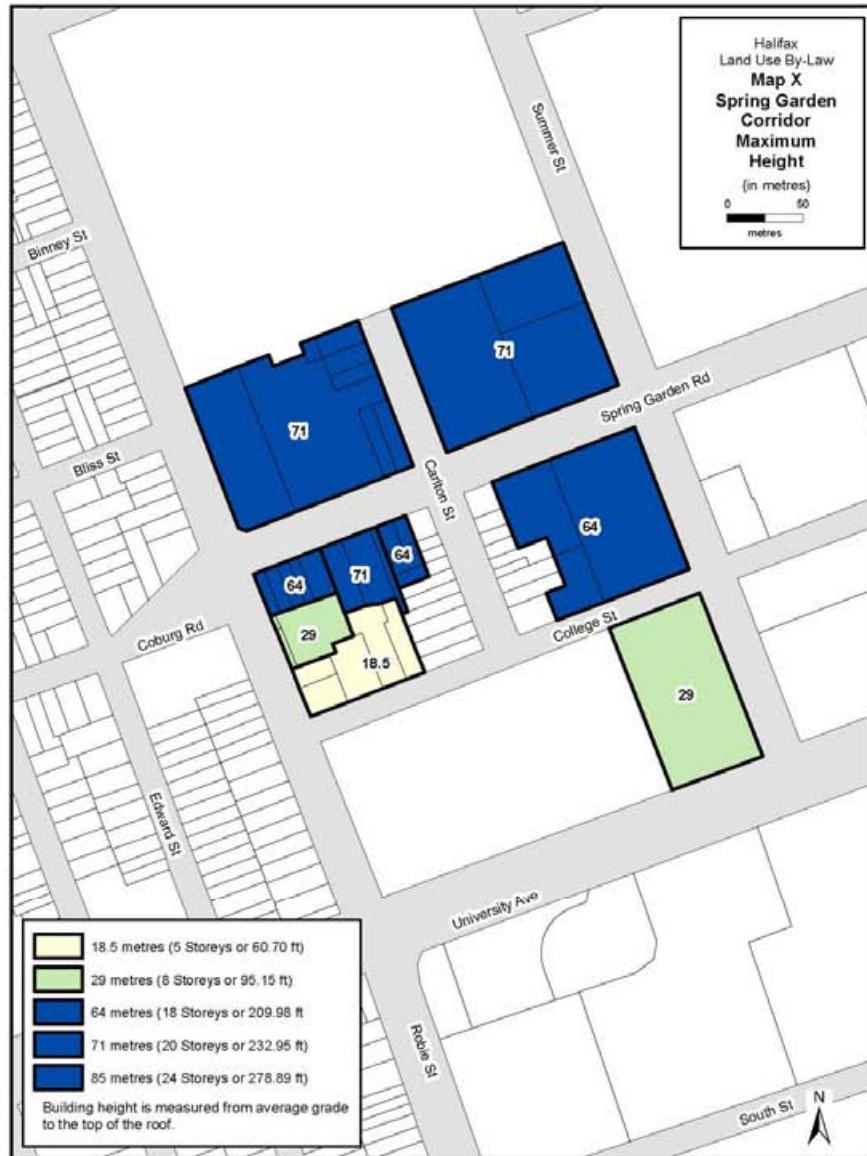 Halifax
Land Use By-Law
Map X
Spring Garden
Corridor
Maximum
Height
(in metres)
0 50
metres
Summer St
Binney St
71
Spring Garden Rd
71
Bliss St
Carlton St
64
64
71
64
College St
Coburg Rd
29
18.5
29
Edward St
University Ave
18.5 metres (5 Storeys or 60.70 ft)
29 metres (8 Storeys or 95.15 ft)
64 metres (18 Storeys or 209.98 ft
71 metres (20 Storeys or 232.95 ft)
85 metres (24 Storeys or 278.89 ft)
Building height is measured from average grade
to the top of the roof.
Robie St
South St
N